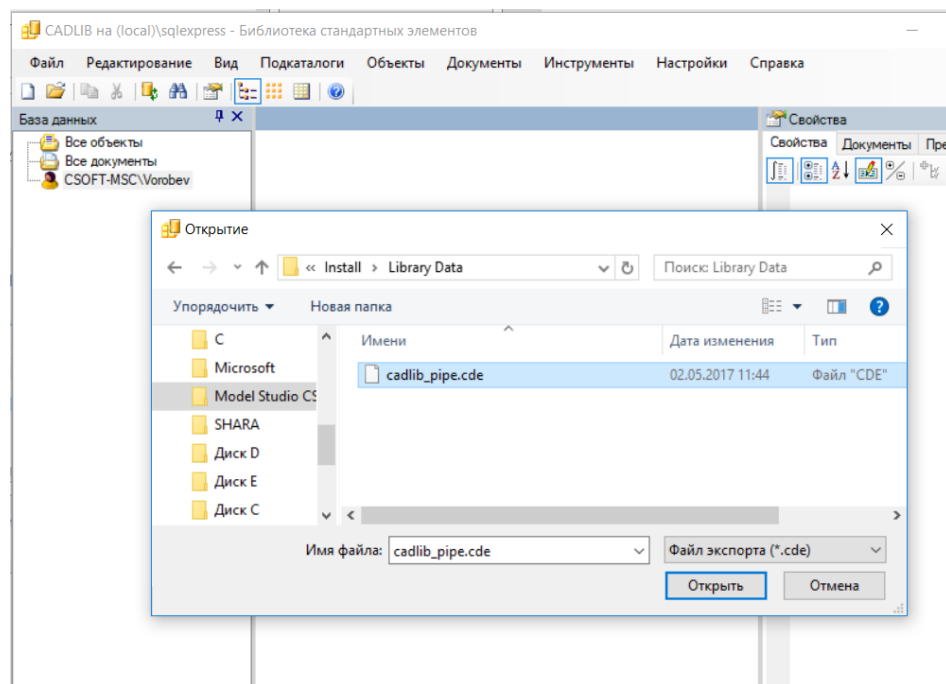 CADLIB на (local)\sqlexpress - Библиотека стандартных элементов
Файл Редактирование Вид Подкаталоги Объекты Документы Инструменты Настройки Справка
База данных
Свойства
Все объекты
Все документы
CSOFT-MSC\Vorobev
Свойства Документы Пре
Открытие
« Install > Library Data
Поиск: Library Data
Упорядочить Новая папка
C
Microsoft
Model Studio CS
SHARA
Диск D
Диск E
Диск C
Имени Дата изменения Тип
cadlib_pipe.cde 02.05.2017 11:44 Файл "CDE"
Имя файла: cadlib_pipe.cde Файл экспорта (*.cde)
Открыть Отмена